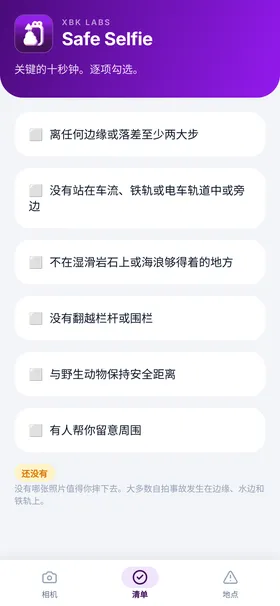 XBK LABS
Safe Selfie
关键的十秒钟。逐项勾选。
离任何边缘或落差至少两大步
没有站在车流、铁轨或电车轨道中或旁
边
不在湿滑岩石上或海浪够得着的地方
没有翻越栏杆或围栏
与野生动物保持安全距离
有人帮你留意周围
还没有
没有哪张照片值得你摔下去。大多数自拍事故发生在边缘、水边和
铁轨上。
相机
清单
地点